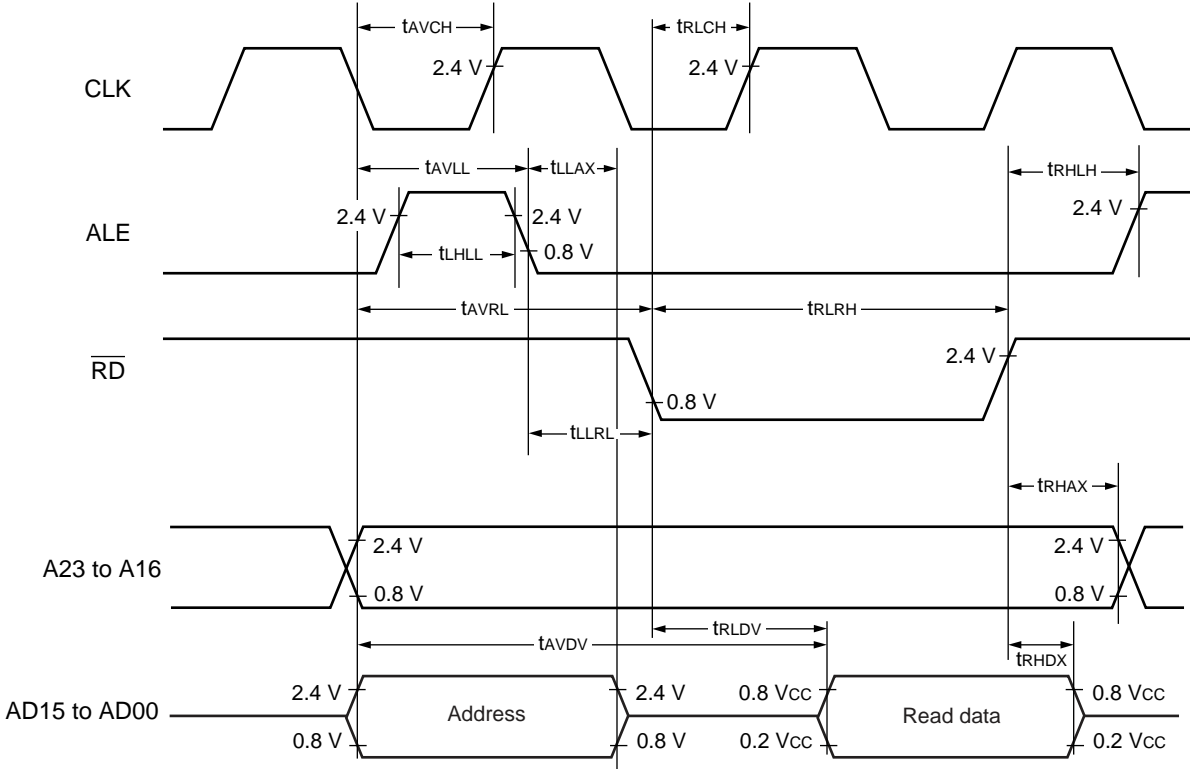 tAVCH
tRLCH
2.4 V
2.4 V
CLK
tAVLL
tLLAX
tRHLH
2.4 V
2.4 V
2.4 V
ALE
0.8 V
tLHLL
tAVRL
tRLRH
2.4 V
RD
0.8 V
tLLRL
tRHAX
2.4 V
2.4 V
A23 to A16
0.8 V
0.8 V
tRLDV
tAVDV
tRHDX
2.4 V
2.4 V
0.8 VCC
0.8 VCC
AD15 to AD00
Address
Read data
0.8 V
0.8 V
0.2 VCC
0.2 VCC